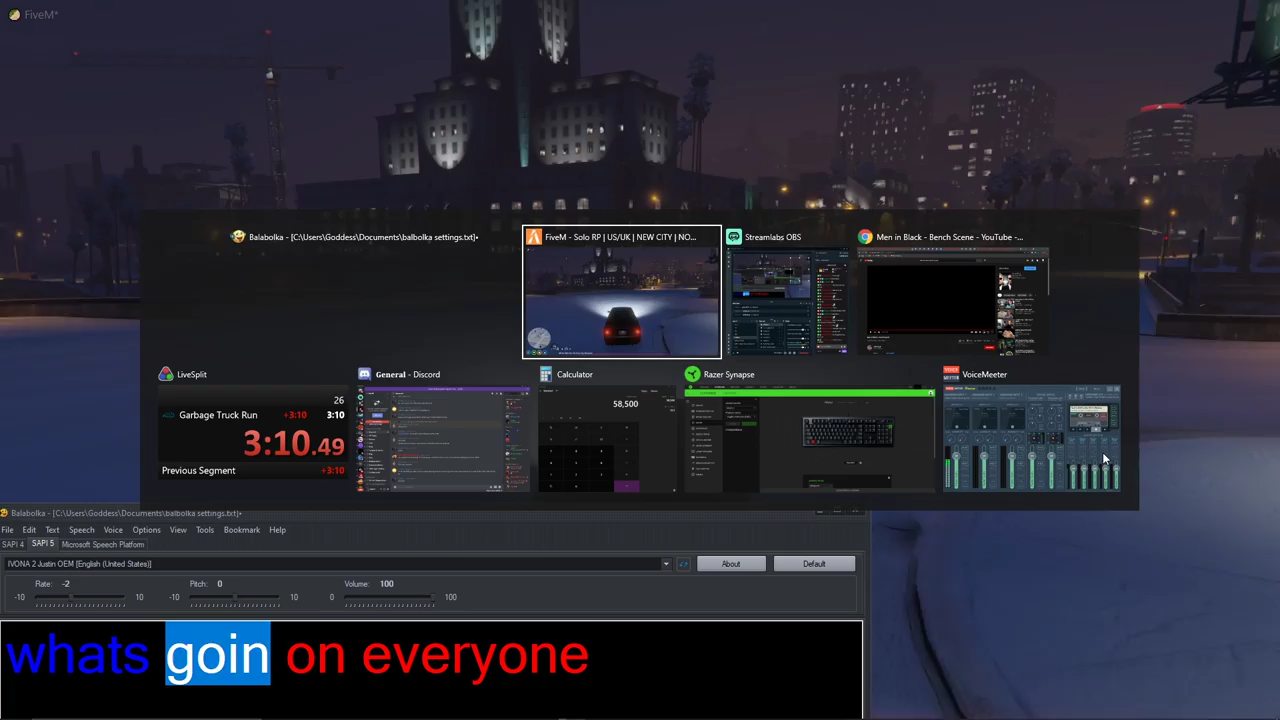 FiveM*
Balabolka - [C:\Users\Goddess\Documents\balbolka settings.txt]•
FiveM - Solo RP | US/UK | NEW CITY | NO...
Streamlabs OBS
Men in Black - Bench Scene - YouTube -...
LiveSplit
General - Discord
Calculator
Razer Synapse
VoiceMeeter
26
Garbage Truck Run +3:10 3:10
3:10.49
Previous Segment +3:10
58,500
Balabolka - [C:\Users\Goddess\Documents\balbolka settings.txt]•
File Edit Text Speech Voice Options View Tools Bookmark Help
SAPI 4 SAPI 5 Microsoft Speech Platform
IVONA 2 Justin OEM [English (United States)]
About Default
Rate: -2 Pitch: 0 Volume: 100
-10 10 -10 10 0 100
whats goin on everyone